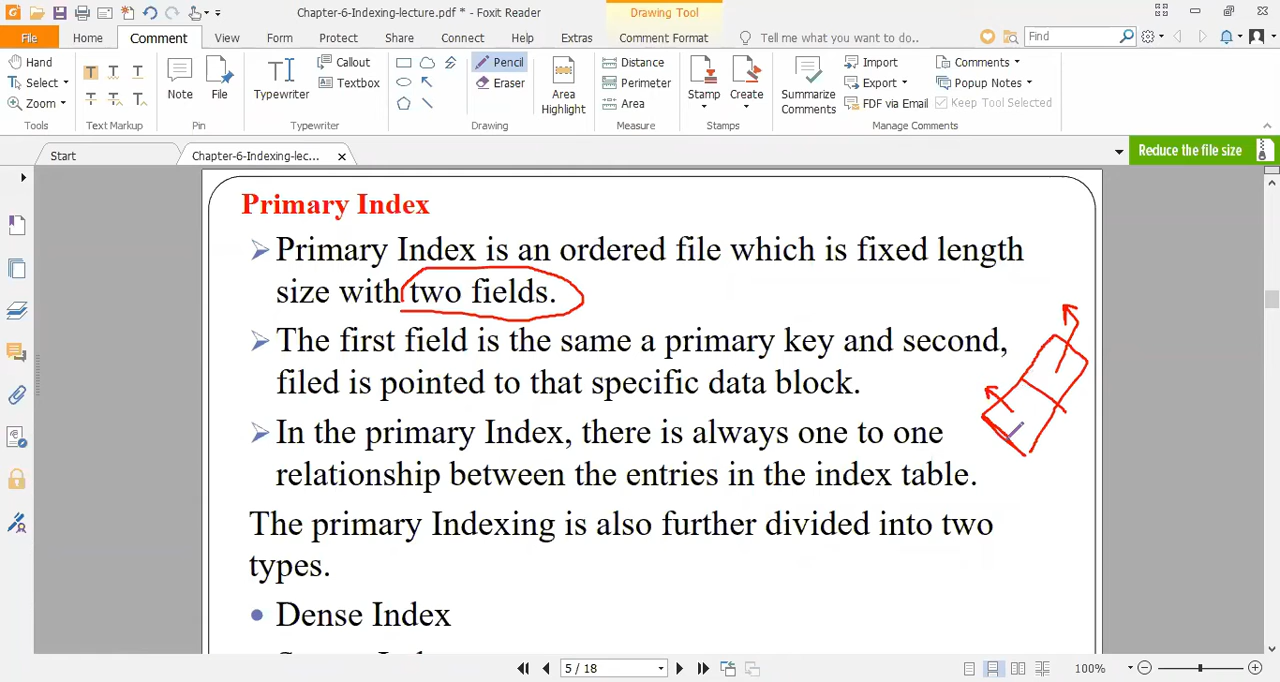 Chapter-6-Indexing-lecture.pdf * - Foxit Reader
Drawing Tool
File Home Comment View Form Protect Share Connect Help Extras Comment Format Tell me what you want to do.. Find
Hand
Select
Zoom
Tools
Text Markup
Note
File
Pin
Typewriter
Callout
Textbox
Typewriter
Pencil
Eraser
Drawing
Area
Highlight
Distance
Perimeter
Area
Measure
Stamp
Create
Stamps
Summarize
Comments
Import
Export
FDF via Email
Comments
Popup Notes
Keep Tool Selected
Manage Comments
Start
Chapter-6-Indexing-lec...
Reduce the file size
Primary Index
Primary Index is an ordered file which is fixed length
size with two fields.
The first field is the same a primary key and second,
filed is pointed to that specific data block.
In the primary Index, there is always one to one
relationship between the entries in the index table.
The primary Indexing is also further divided into two
types.
Dense Index
5 / 18
100%